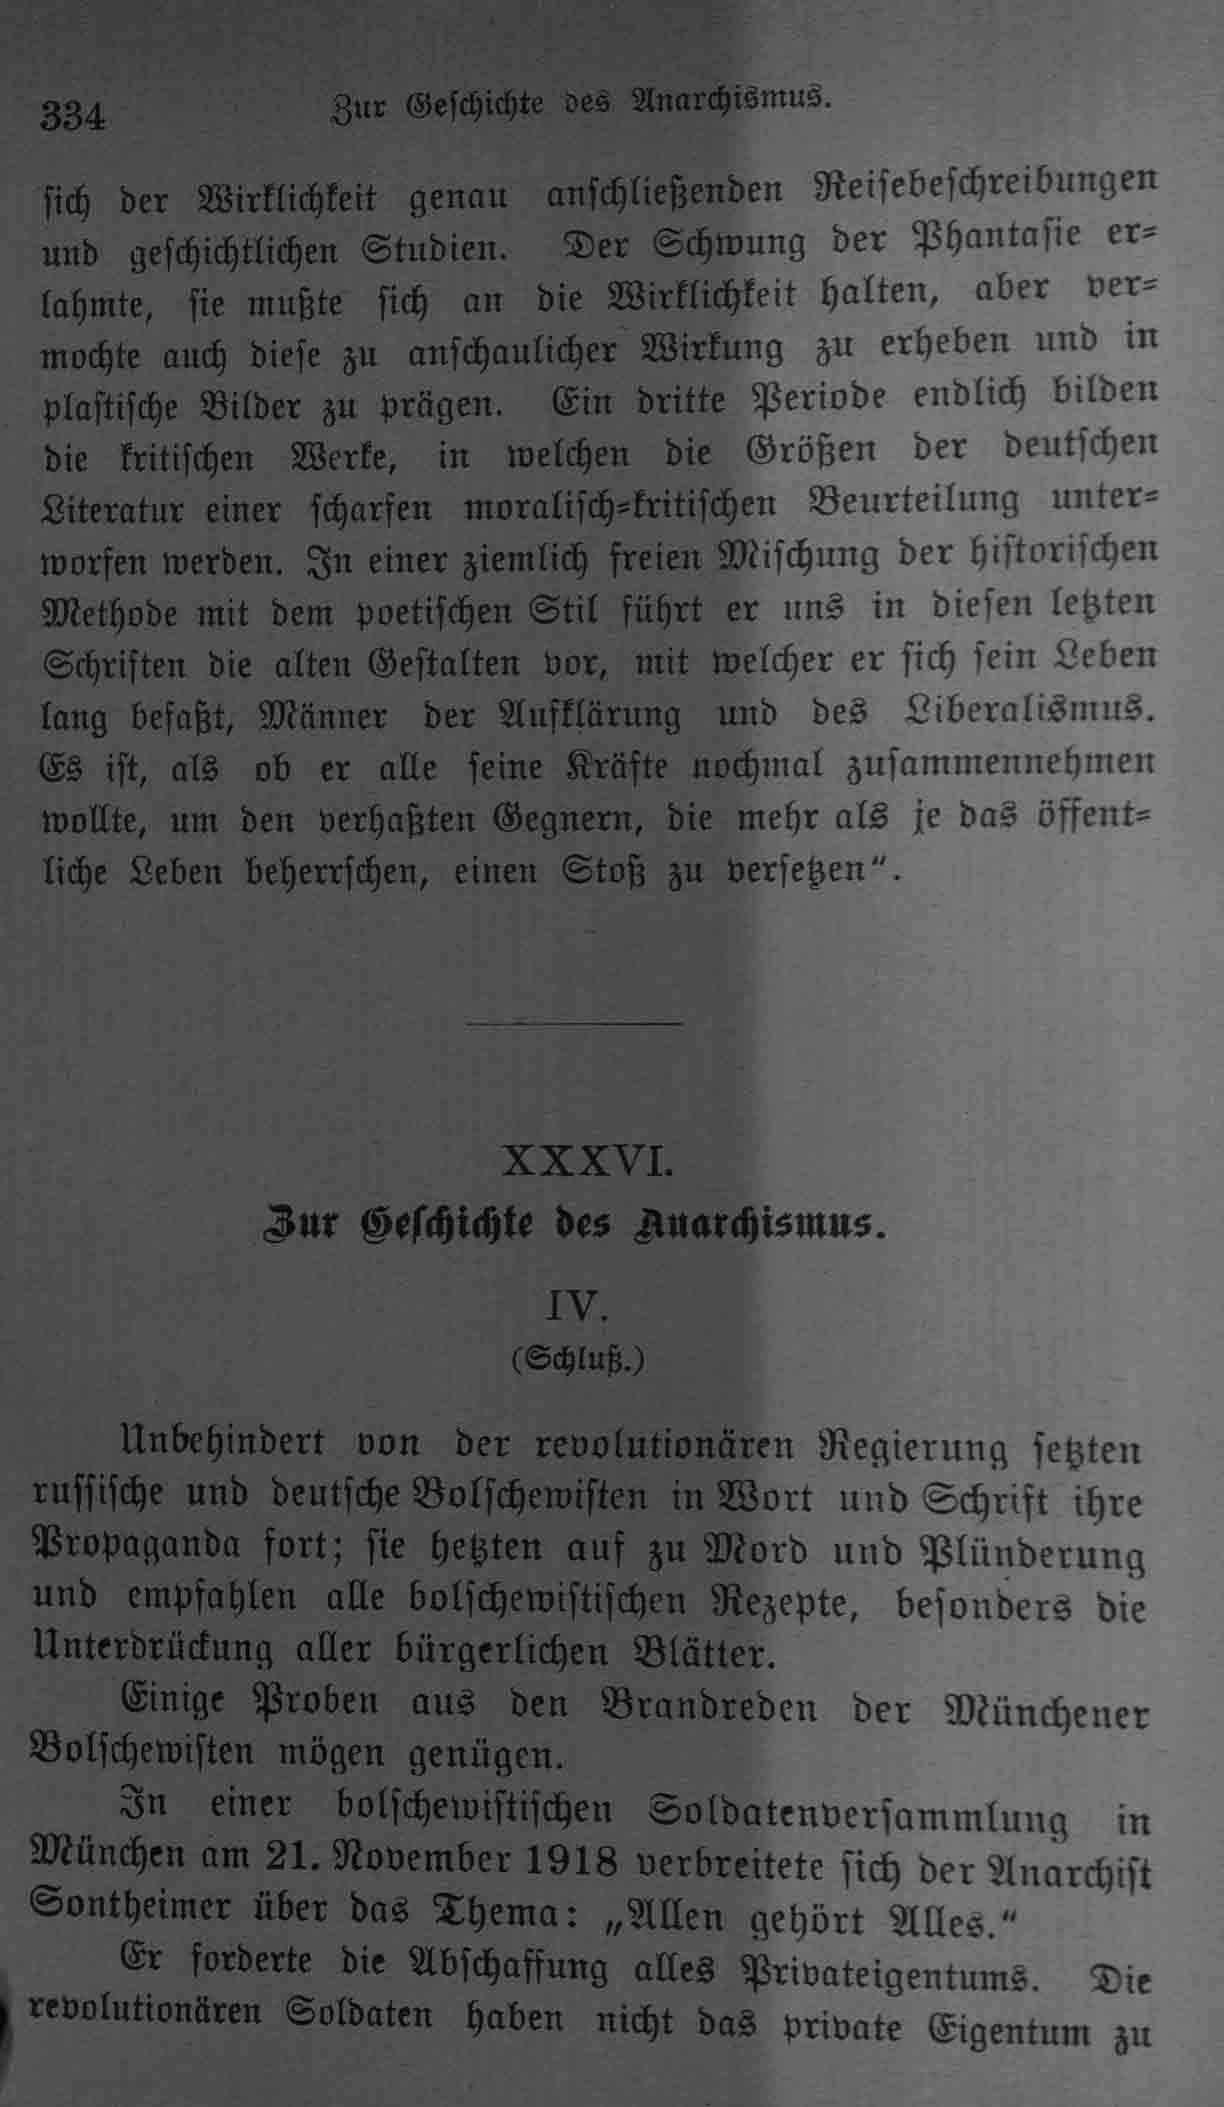 334 Zur Geschichte des Anarchismus.
sich der Wirklichkeit genau anschließenden Reisebeschreibungen
und geschichtlichen Studien. Der Schwung der Phantasie er-
lahmte, sie mußte sich an die Wirklichkeit halten, aber ver-
mochte auch diese zu anschaulicher Wirkung zu erheben und in
plastische Bilder zu prägen. Ein dritte Periode endlich bilden
die kritischen Werke, in welchen die Größen der deutschen
Literatur einer scharfen moralisch-kritischen Beurteilung unter-
worfen werden. In einer ziemlich freien Mischung der historischen
Methode mit dem poetischen Stil führt er uns in diesen letzten
Schriften die alten Gestalten vor, mit welcher er sich sein Leben
lang befaßt, Männer der Aufklärung und des Liberalismus.
Es ist, als ob er alle seine Kräfte nochmal zusammennehmen
wollte, um den verhaßten Gegnern, die mehr als je das öffent-
liche Leben beherrschen, einen Stoß zu versetzen“.
XXXVI.
Zur Geschichte des Anarchismus.
IV.
(Schluß.)
Unbehindert von der revolutionären Regierung setzten
russische und deutsche Bolschewisten in Wort und Schrift ihre
Propaganda fort; sie hetzten auf zu Mord und Plünderung
und empfahlen alle bolschewistischen Rezepte, besonders die
Unterdrückung aller bürgerlichen Blätter.
Einige Proben aus den Brandreden der Münchener
Bolschewisten mögen genügen.
In einer bolschewistischen Soldatenversammlung in
München am 21. November 1918 verbreitete sich der Anarchist
Sontheimer über das Thema: „Allen gehört Alles.“
Er forderte die Abschaffung alles Privateigentums. Die
revolutionären Soldaten haben nicht das private Eigentum zu